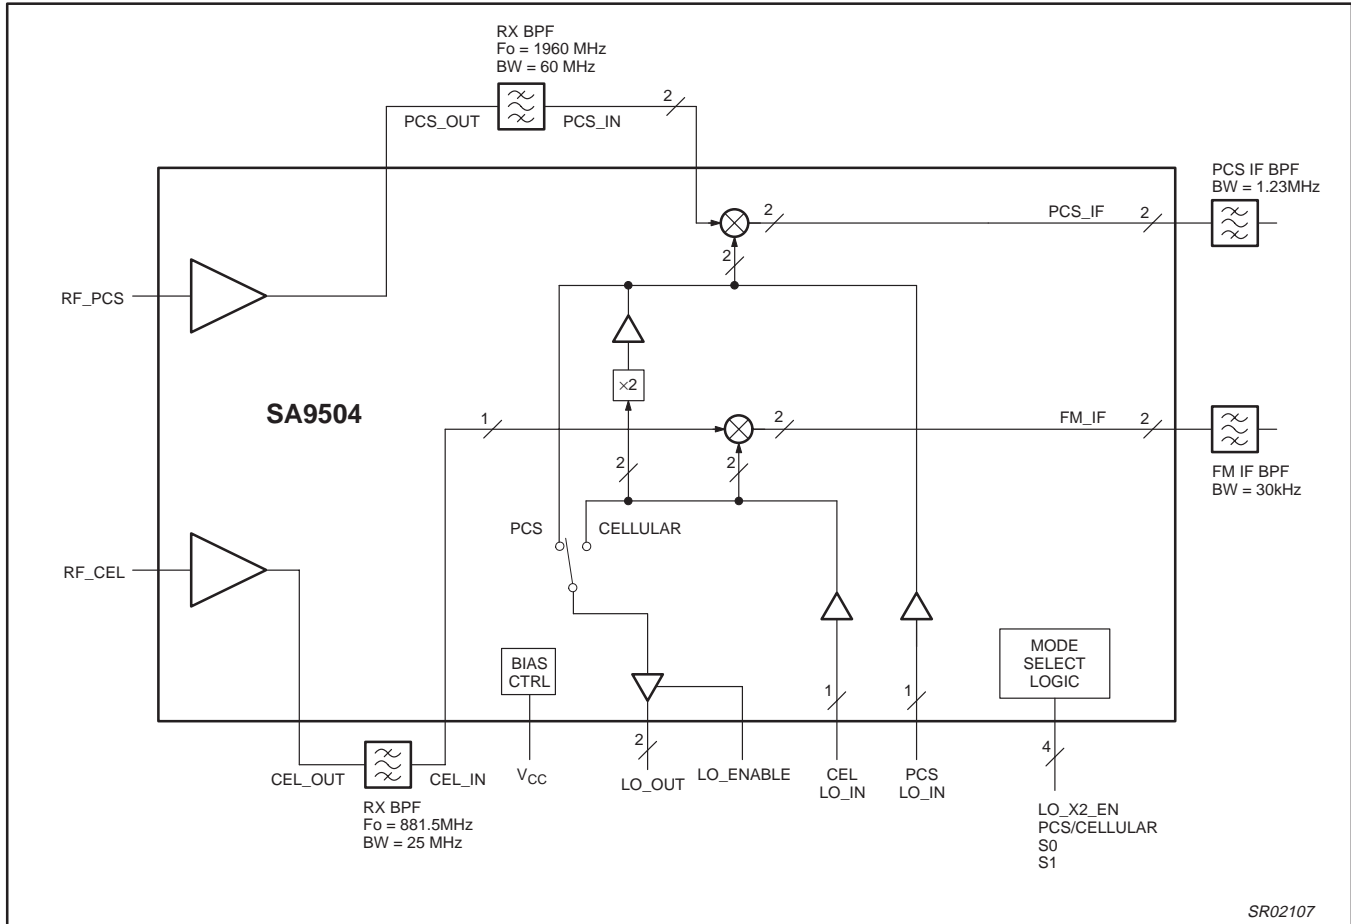 RX BPF
Fo = 1960 MHz
BW = 60 MHz
2
PCS_OUT
PCS_IN
PCS IF BPF
BW = 1.23MHz
2
PCS_IF
2
2
RF_PCS
×2
SA9504
1
2
FM_IF
2
2
2
FM IF BPF
BW = 30kHz
PCS
CELLULAR
RF_CEL
BIAS
CTRL
MODE
SELECT
LOGIC
1
1
2
4
CEL_OUT
CEL_IN
VCC
LO_OUT
LO_ENABLE
CEL
LO_IN
PCS
LO_IN
RX BPF
Fo = 881.5MHz
BW = 25 MHz
LO_X2_EN
PCS/CELLULAR
S0
S1
SR02107